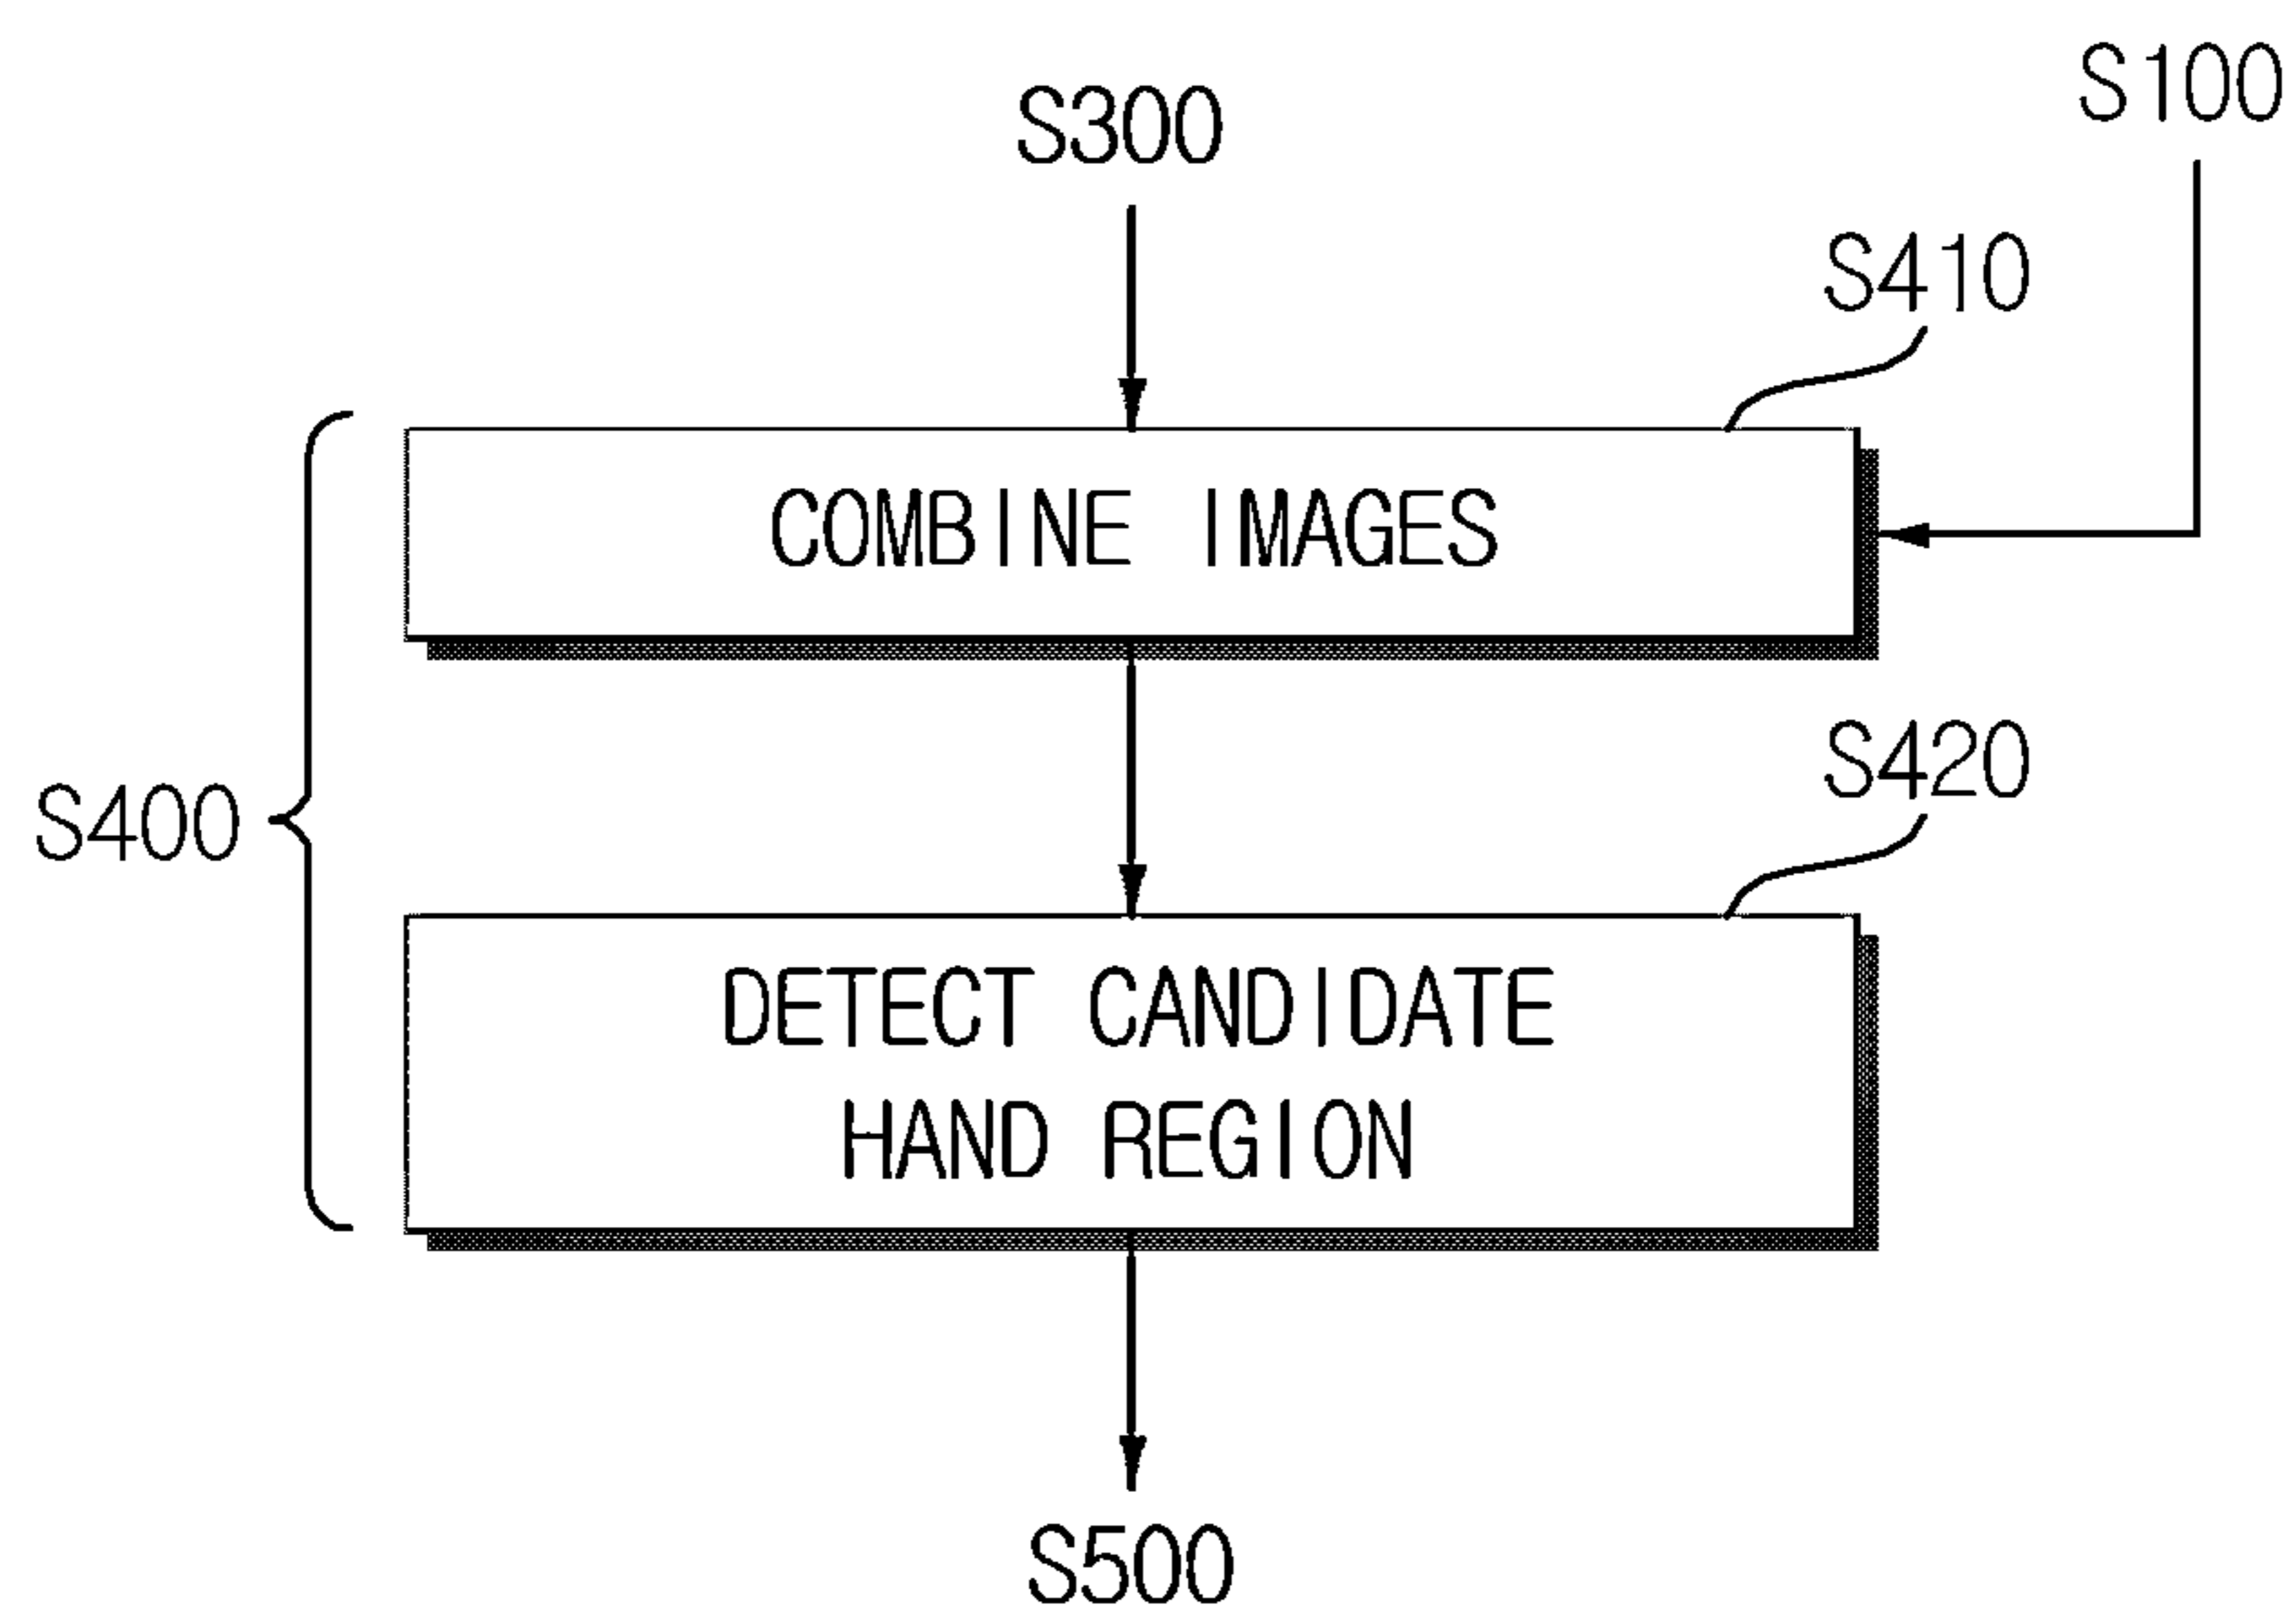 S100
S300
S410
COMBINE IMAGES
S420
S400
DETECT CANDIDATE
HAND REGION
S500